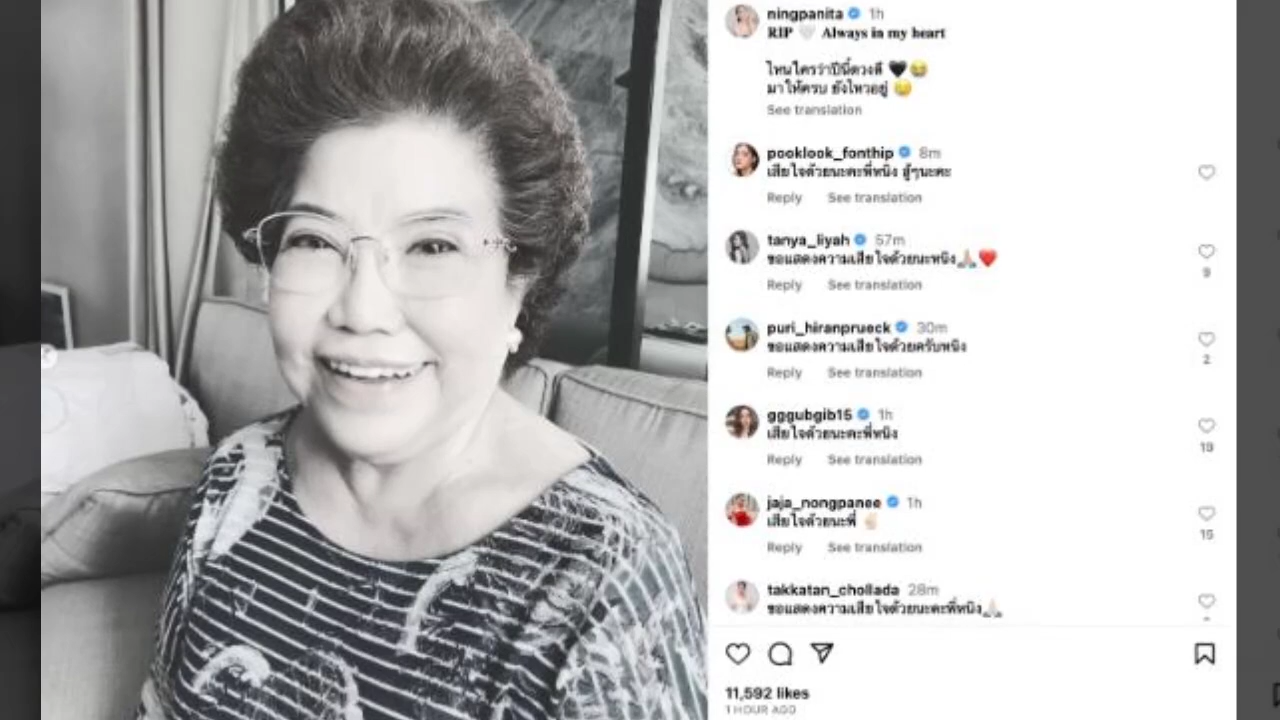 ningpanita 1h
RIP 🤍 Always in my heart
ไหนใครว่าปีนี้ดวงดี 🖤😂
มาให้ครบ ยังไหวอยู่ 😂
See translation
pooklook_fonthip 8m
เสียใจด้วยนะคะพี่หนิง สู้ๆนะคะ
Reply See translation
tanya_liyah 57m
ขอแสดงความเสียใจด้วยนะหนิง🙏🏻❤️
9
Reply See translation
puri_hiranprueck 30m
ขอแสดงความเสียใจด้วยครับหนิง
2
Reply See translation
gggubgib15 1h
เสียใจด้วยนะคะพี่หนิง
19
Reply See translation
jaja_nongpanee 1h
เสียใจด้วยนะพี่
15
Reply See translation
takkatan_chollada 28m
ขอแสดงความเสียใจด้วยนะคะพี่หนิง🙏🏻
11,592 likes
1 HOUR AGO